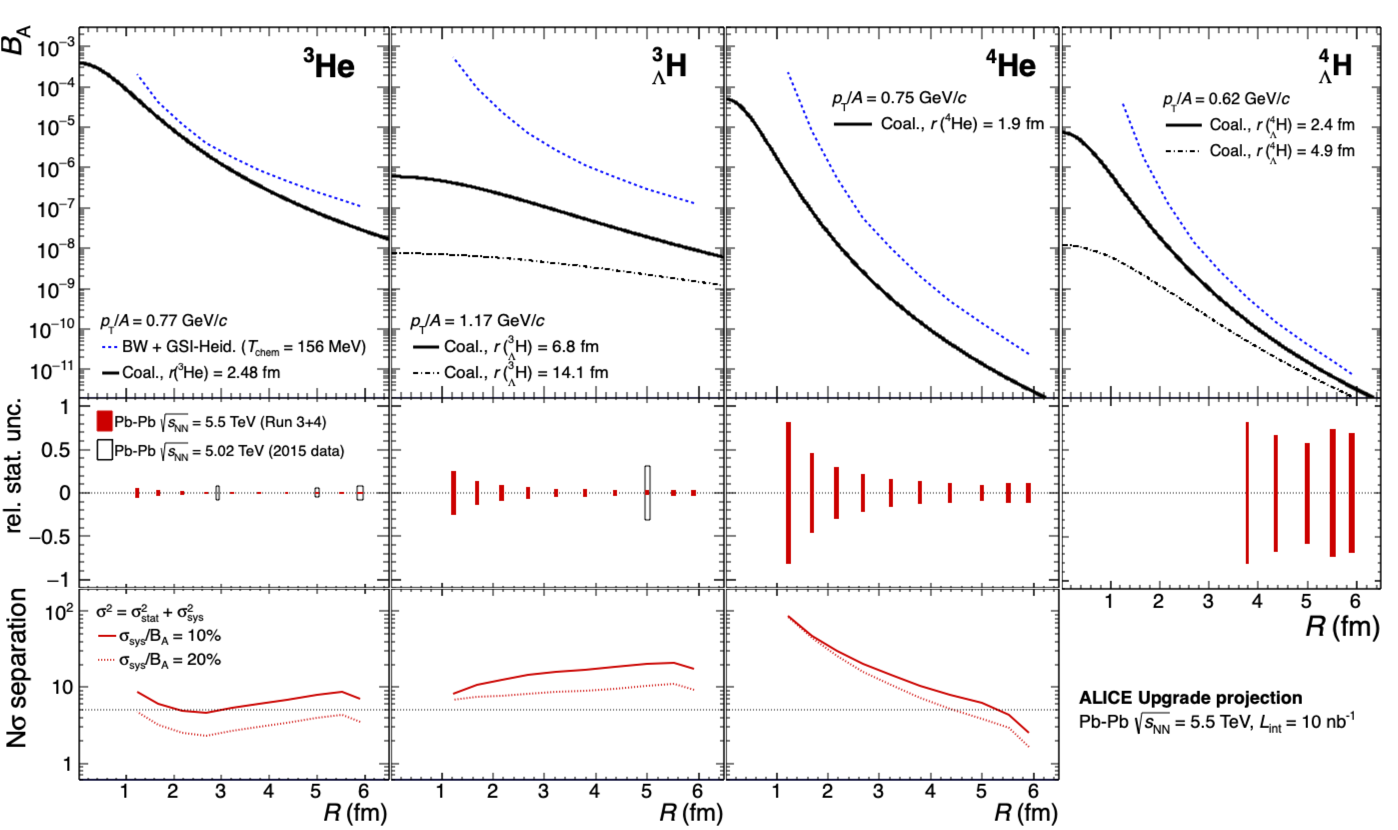 B_A
10⁻³
10⁻⁴
10⁻⁵
10⁻⁶
10⁻⁷
10⁻⁸
10⁻⁹
10⁻¹⁰
10⁻¹¹
³He
p_T/A = 0.77 GeV/c
BW + GSI-Heid. (T_chem = 156 MeV)
Coal., r(³He) = 2.48 fm
³_ΛH
p_T/A = 1.17 GeV/c
Coal., r(³_ΛH) = 6.8 fm
Coal., r(³_ΛH) = 14.1 fm
⁴He
p_T/A = 0.75 GeV/c
Coal., r(⁴He) = 1.9 fm
⁴_ΛH
p_T/A = 0.62 GeV/c
Coal., r(⁴_ΛH) = 2.4 fm
Coal., r(⁴_ΛH) = 4.9 fm
rel. stat. unc.
1
0.5
0
−0.5
−1
Pb-Pb √s_NN = 5.5 TeV (Run 3+4)
Pb-Pb √s_NN = 5.02 TeV (2015 data)
1 2 3 4 5 6
R (fm)
Nσ separation
10²
10
1
σ² = σ²_stat + σ²_sys
σ_sys/B_A = 10%
σ_sys/B_A = 20%
1 2 3 4 5 6
R (fm)
1 2 3 4 5 6
R (fm)
1 2 3 4 5 6
R (fm)
ALICE Upgrade projection
Pb-Pb √s_NN = 5.5 TeV, L_int = 10 nb⁻¹